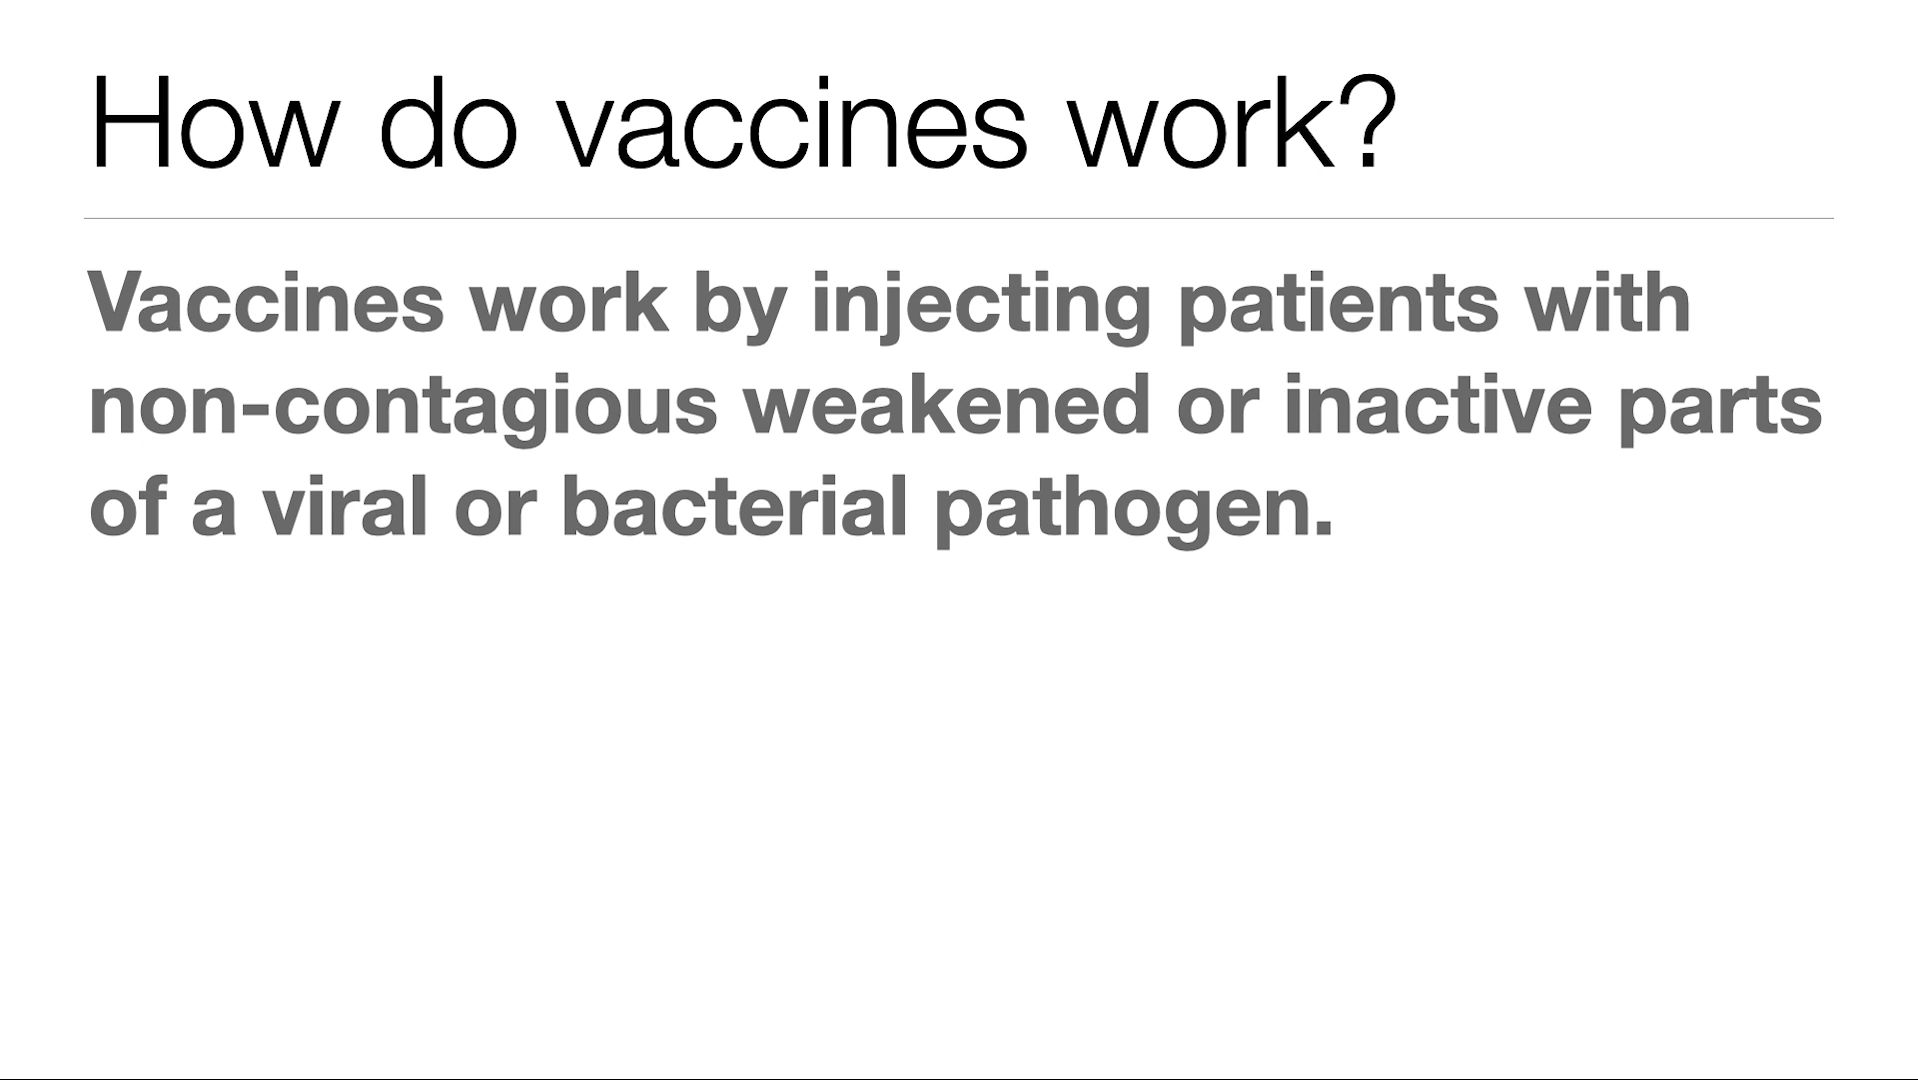 How do vaccines work?
Vaccines work by injecting patients with
non-contagious weakened or inactive parts
of a viral or bacterial pathogen.